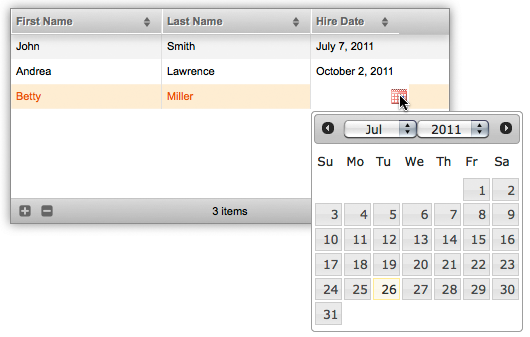 First Name Last Name Hire Date
John Smith July 7, 2011
Andrea Lawrence October 2, 2011
Betty Miller
3 items
Jul 2011
Su Mo Tu We Th Fr Sa
1 2
3 4 5 6 7 8 9
10 11 12 13 14 15 16
17 18 19 20 21 22 23
24 25 26 27 28 29 30
31